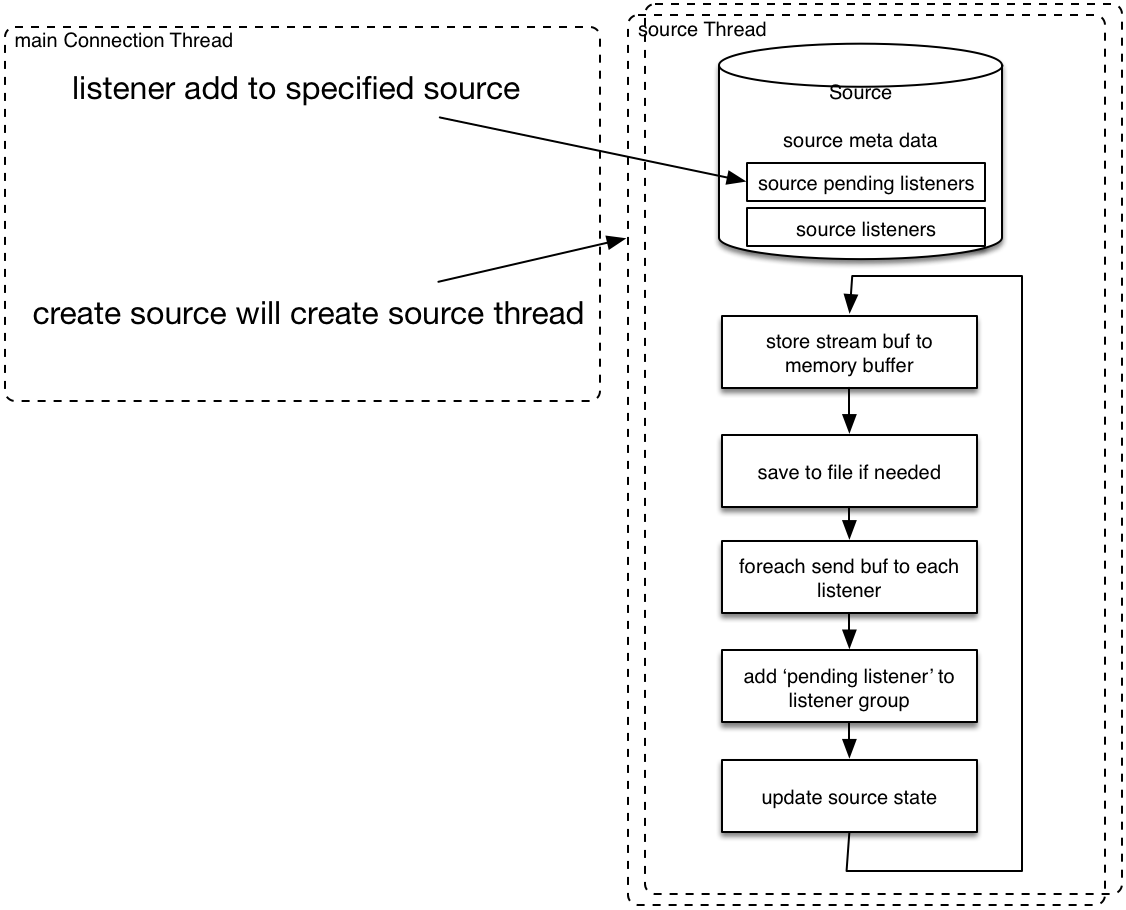 main Connection Thread
listener add to specified source
create source will create source thread
source Thread
Source
source meta data
source pending listeners
source listeners
store stream buf to
memory buffer
save to file if needed
foreach send buf to each
listener
add ‘pending listener’ to
listener group
update source state